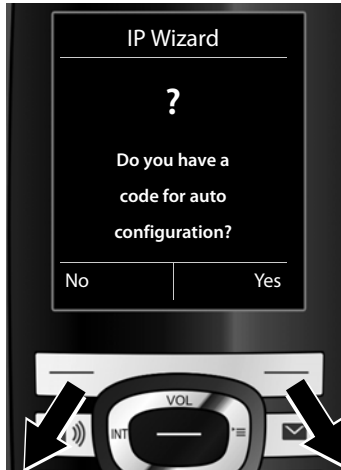 IP Wizard
?
Do you have a
code for auto
configuration?
No Yes
VOL
INT